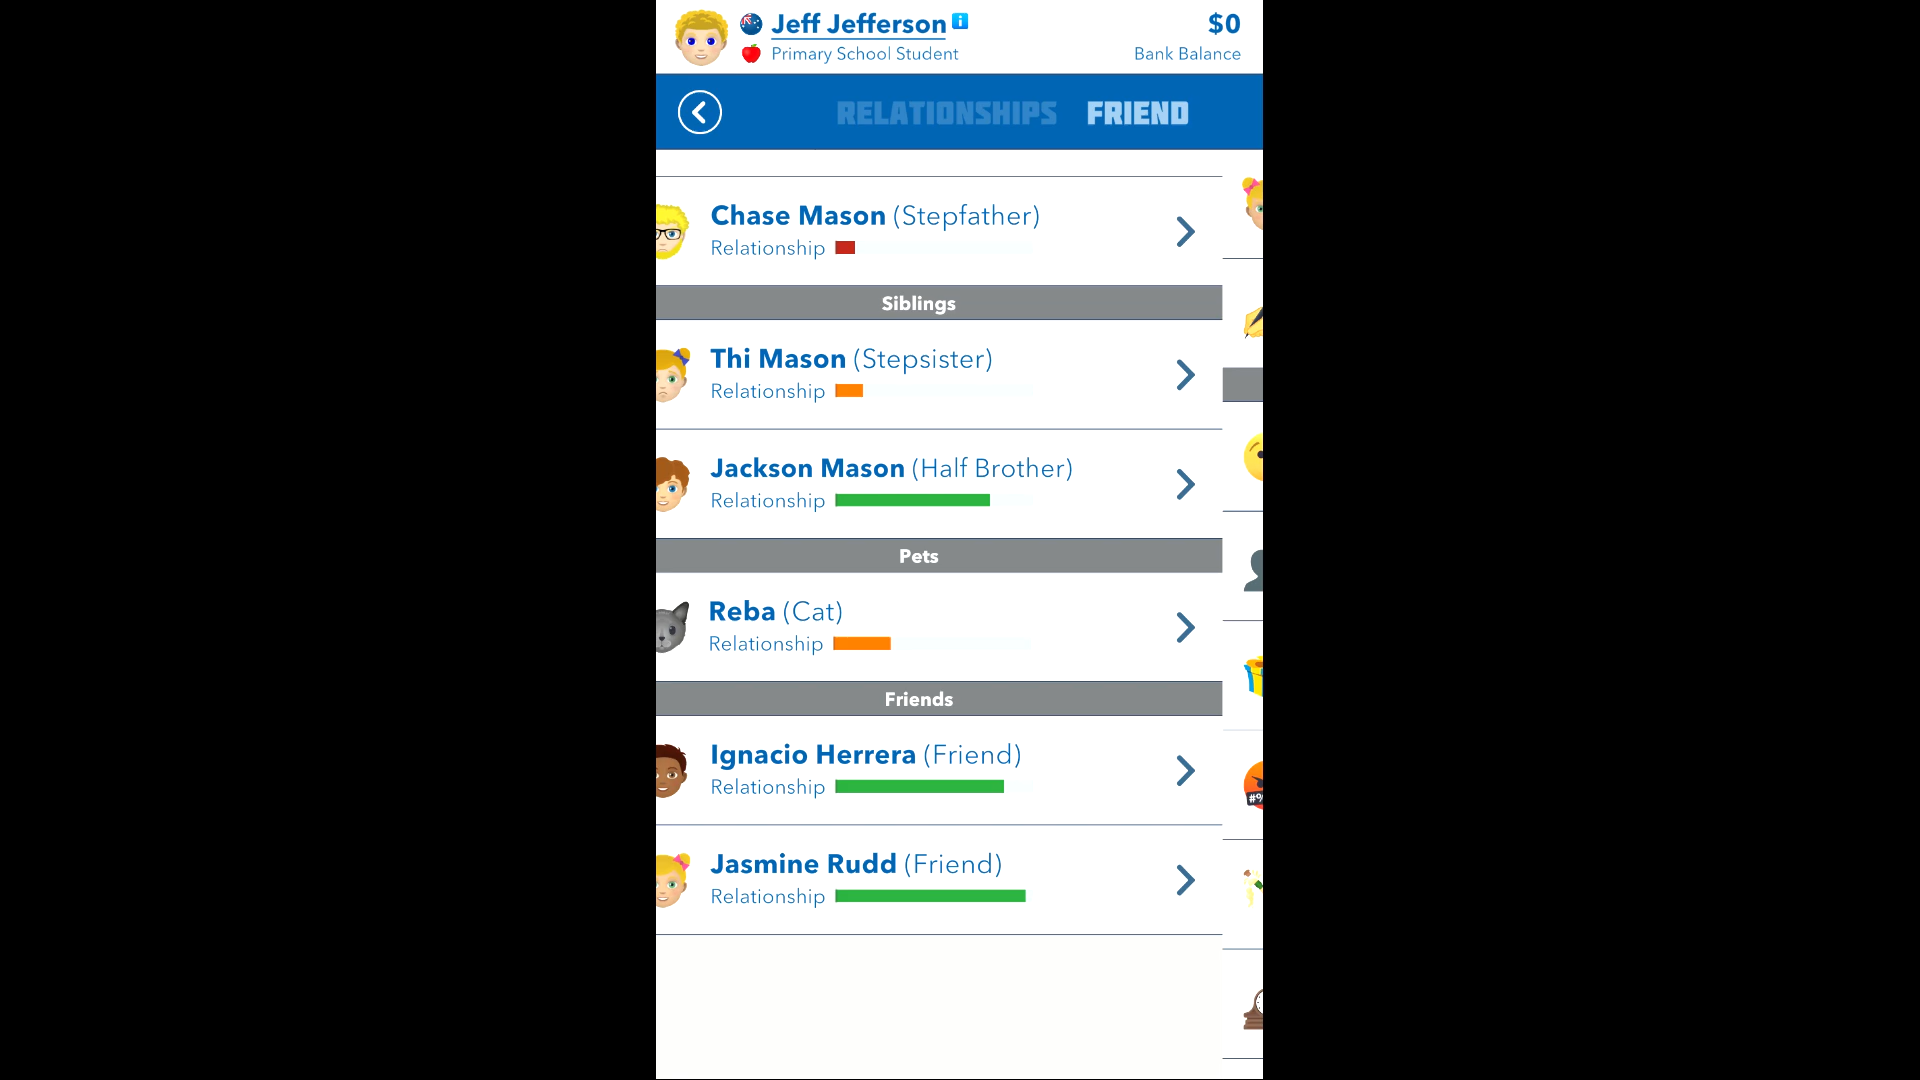 Jeff Jefferson
$0
Primary School Student
Bank Balance
RELATIONSHIPS FRIEND
Chase Mason (Stepfather)
Relationship
Siblings
Thi Mason (Stepsister)
Relationship
Jackson Mason (Half Brother)
Relationship
Pets
Reba (Cat)
Relationship
Friends
Ignacio Herrera (Friend)
Relationship
Jasmine Rudd (Friend)
Relationship